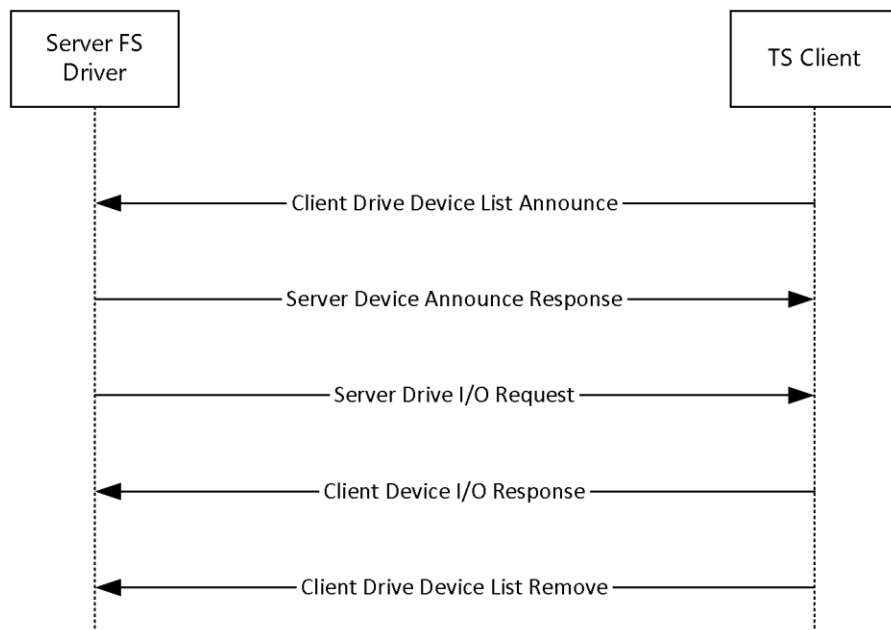 Server FS
Driver
TS Client
Client Drive Device List Announce
Server Device Announce Response
Server Drive I/O Request
Client Device I/O Response
Client Drive Device List Remove